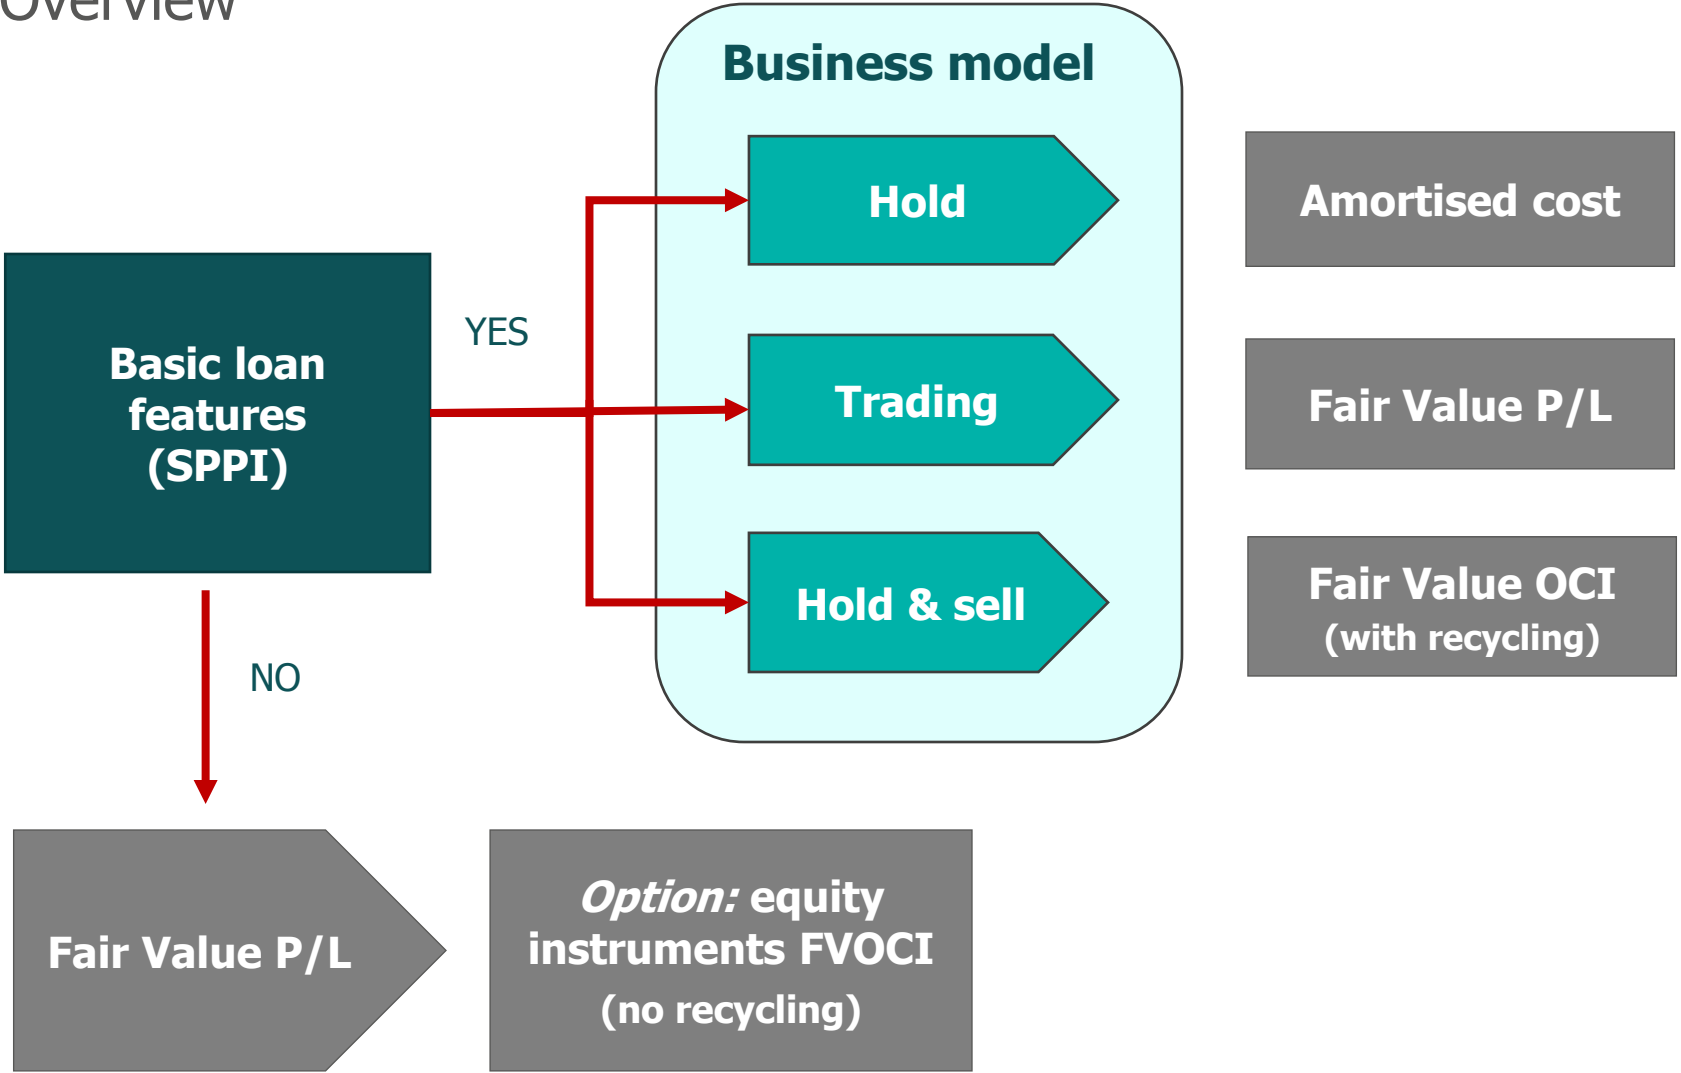 Overview
Business model
Hold
Amortised cost
Basic loan
features
(SPPI)
YES
Trading
Fair Value P/L
Hold & sell
Fair Value OCI
(with recycling)
NO
Fair Value P/L
Option: equity
instruments FVOCI
(no recycling)